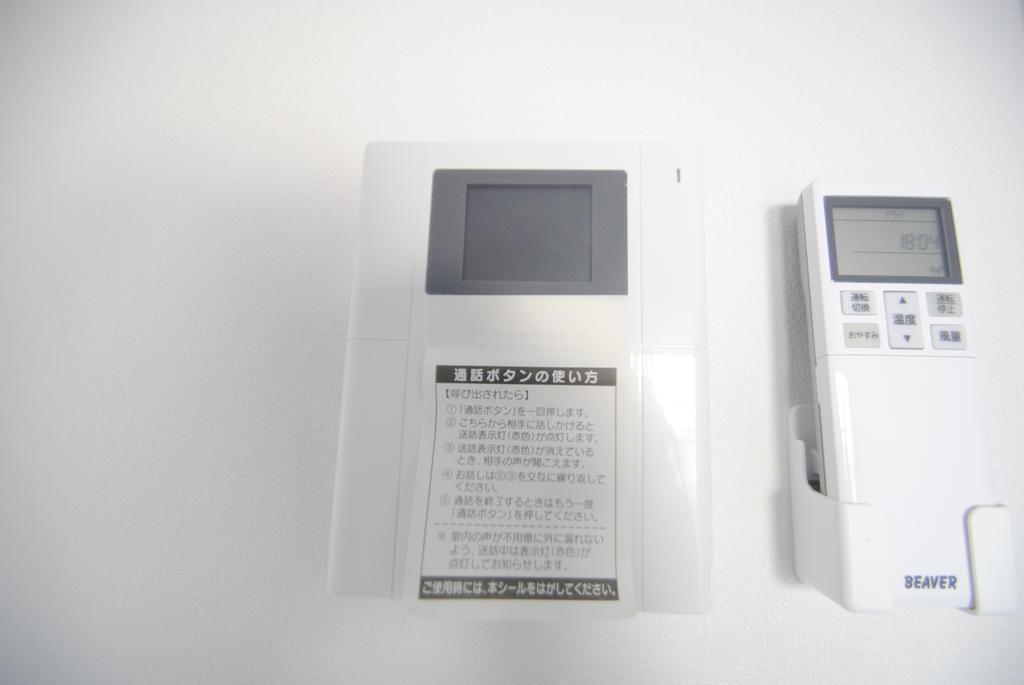 通話ボタンの使い方
【呼び出されたら】
①「通話ボタン」を一回押します。
② こちらから相手に話しかけると
送話表示灯(赤色)が点灯します。
③ 送話表示灯(赤色)が消えている
とき、相手の声が聞こえます。
④ お話しは②③を交互に繰り返して
ください。
⑤ 通話を終了するときはもう一度
「通話ボタン」を押してください。
※ 室内の声が不用意に外に漏れない
よう、送話中は表示灯(赤色)が
点灯してお知らせします。
ご使用時には、本シールをはがしてください。
ドライ
18:04
運転
切換
温度
運転
停止
おやすみ
風量
BEAVER